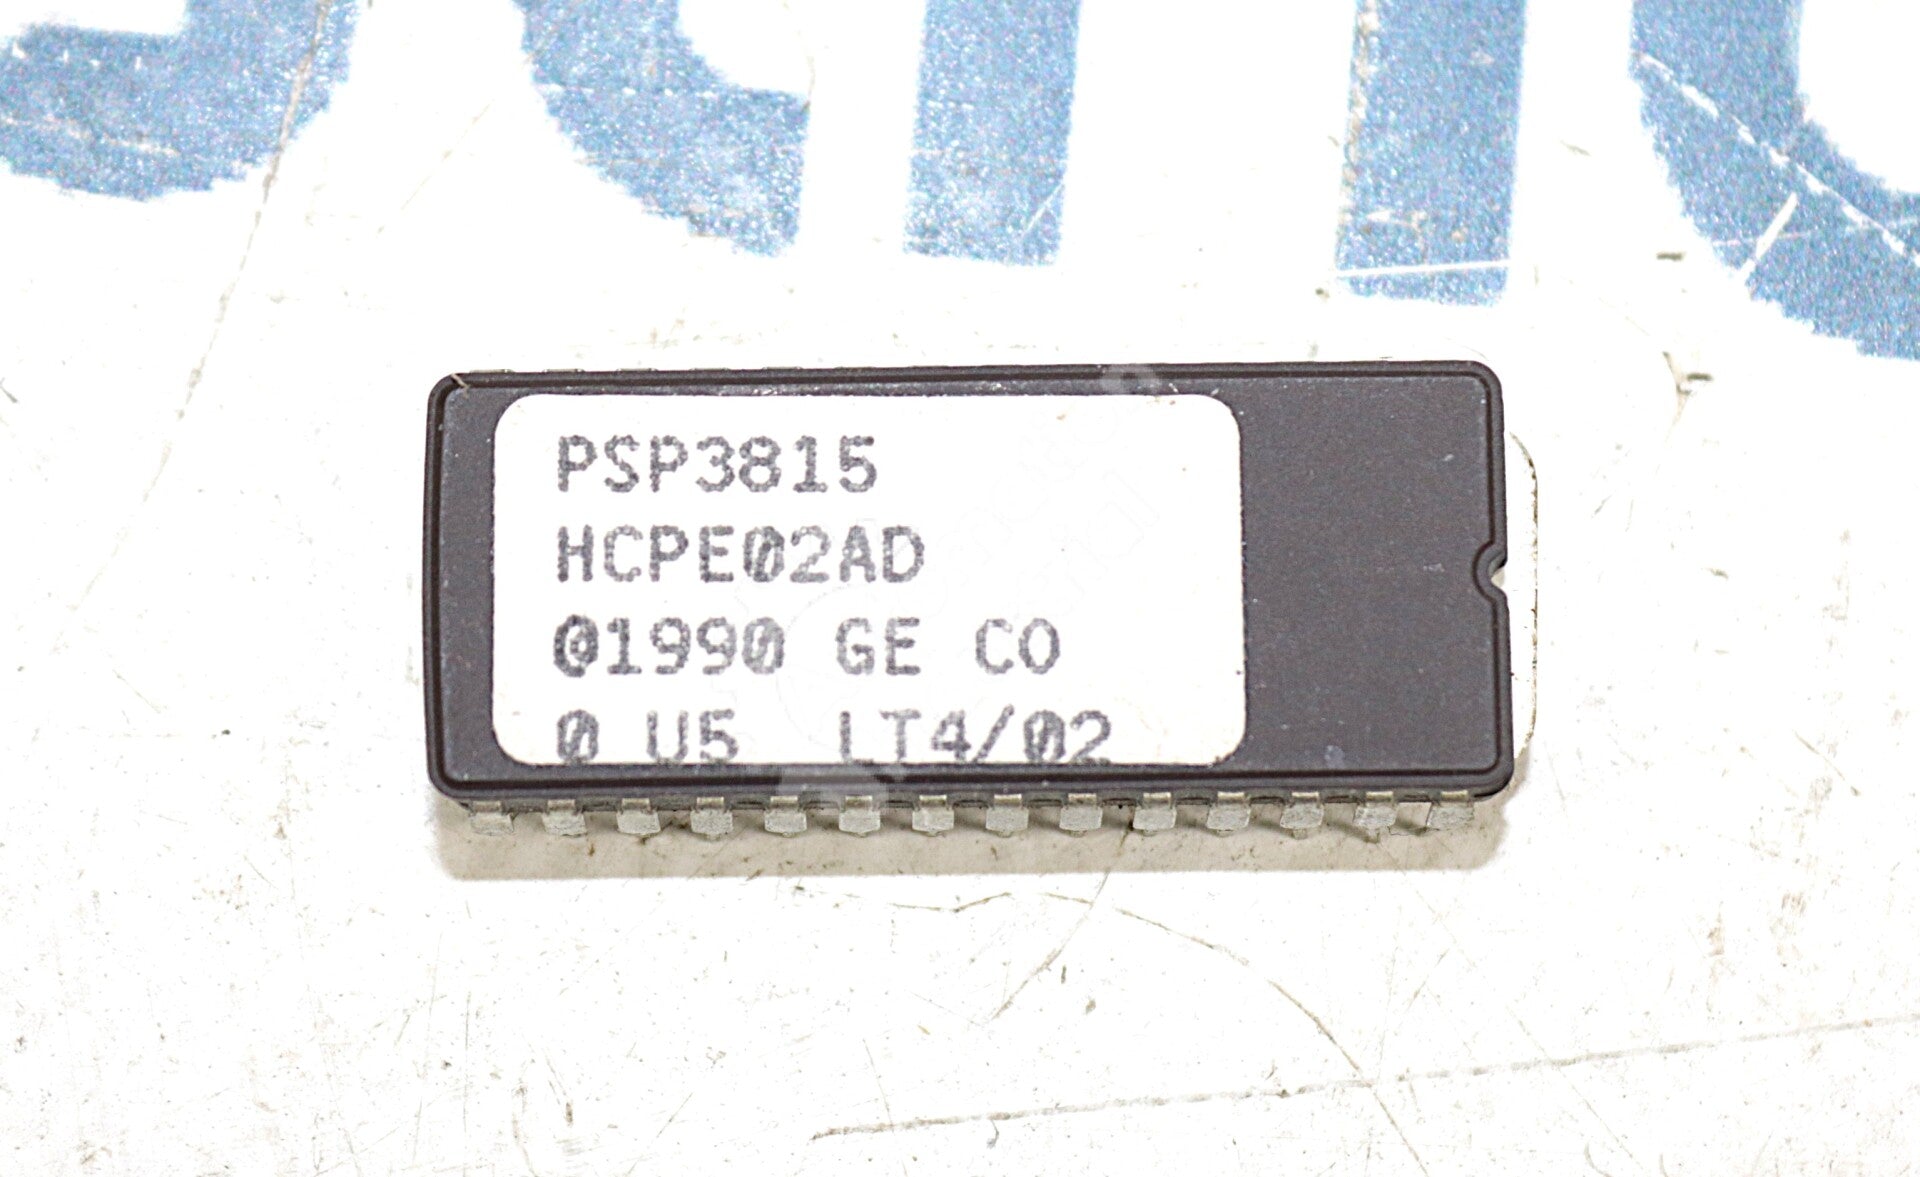 PSP3815
HCPE02AD
@1990 GE CO
0 U5 LT4/02